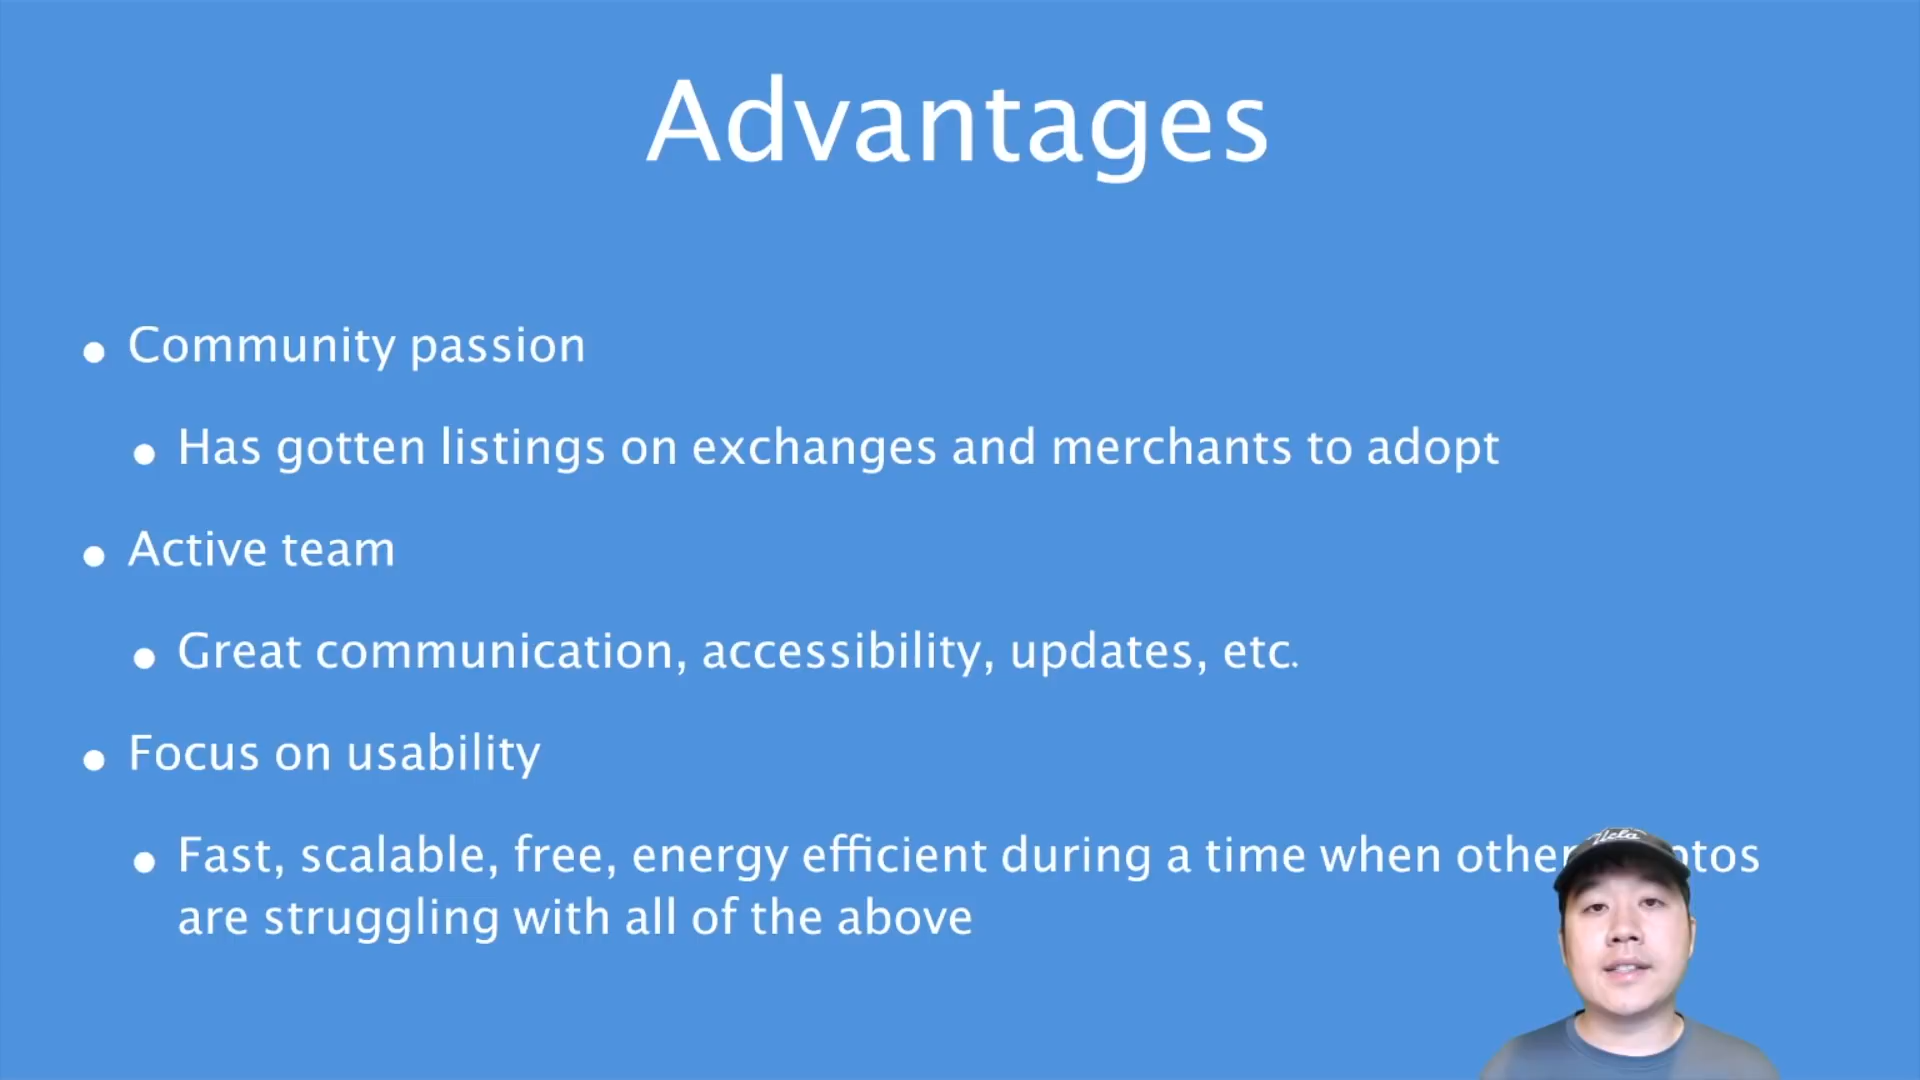 Advantages
• Community passion
• Has gotten listings on exchanges and merchants to adopt
• Active team
• Great communication, accessibility, updates, etc.
• Focus on usability
• Fast, scalable, free, energy efficient during a time when other
are struggling with all of the above